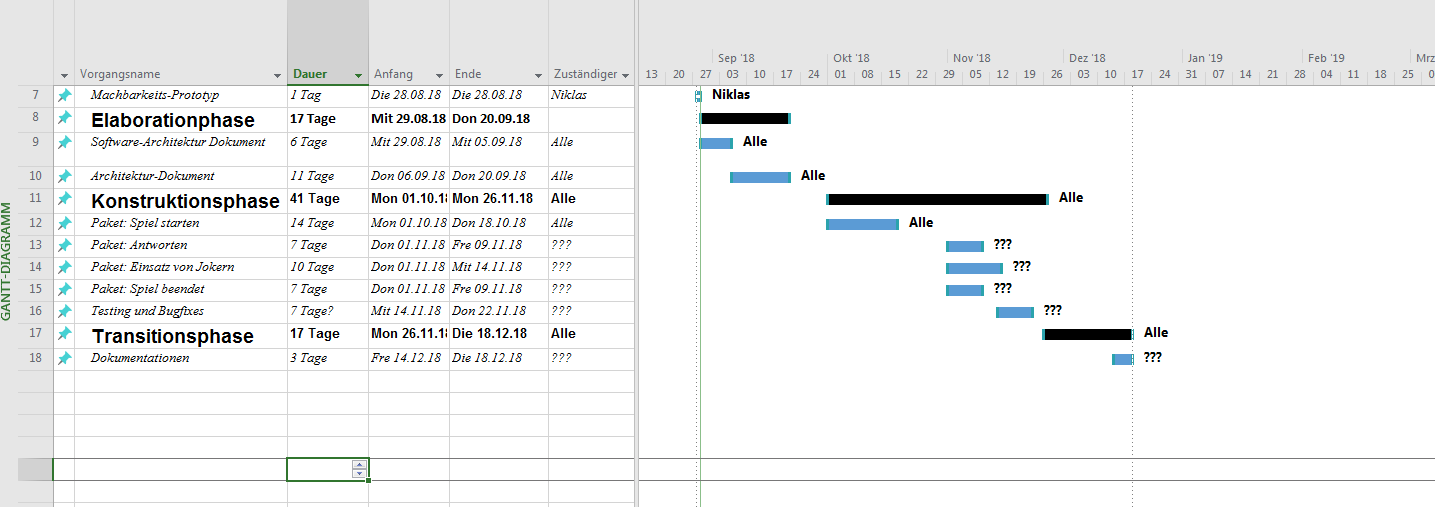 GANTT-DIAGRAMM
Vorgangsname Dauer Anfang Ende Zuständiger
Sep '18 Okt '18 Nov '18 Dez '18 Jan '19 Feb '19 Mrz
13 20 27 03 10 17 24 01 08 15 22 29 05 12 19 26 03 10 17 24 31 07 14 21 28 04 11 18 25 0
7 Machbarkeits-Prototyp 1 Tag Die 28.08.18 Die 28.08.18 Niklas Niklas
8 Elaborationphase 17 Tage Mit 29.08.18 Don 20.09.18
9 Software-Architektur Dokument 6 Tage Mit 29.08.18 Mit 05.09.18 Alle Alle
10 Architektur-Dokument 11 Tage Don 06.09.18 Don 20.09.18 Alle Alle
11 Konstruktionsphase 41 Tage Mon 01.10.18 Mon 26.11.18 Alle Alle
12 Paket: Spiel starten 14 Tage Mon 01.10.18 Don 18.10.18 Alle Alle
13 Paket: Antworten 7 Tage Don 01.11.18 Fre 09.11.18 ??? ???
14 Paket: Einsatz von Jokern 10 Tage Don 01.11.18 Mit 14.11.18 ??? ???
15 Paket: Spiel beendet 7 Tage Don 01.11.18 Fre 09.11.18 ??? ???
16 Testing und Bugfixes 7 Tage? Mit 14.11.18 Don 22.11.18 ??? ???
17 Transitionsphase 17 Tage Mon 26.11.18 Die 18.12.18 Alle Alle
18 Dokumentationen 3 Tage Fre 14.12.18 Die 18.12.18 ??? ???